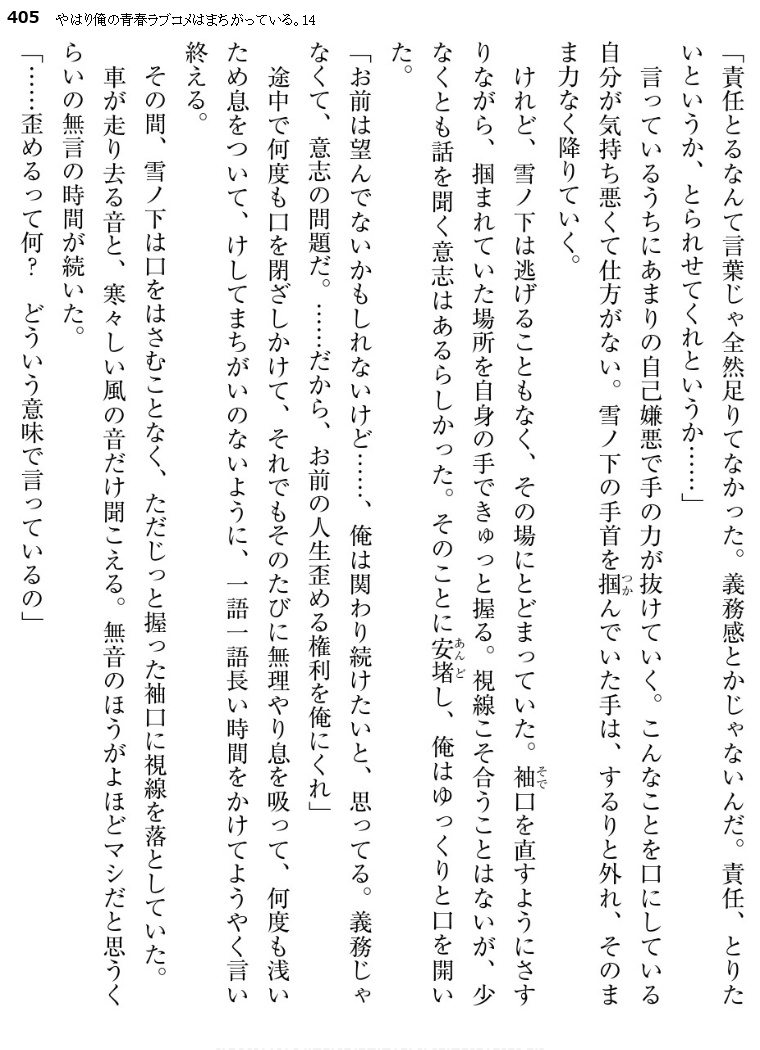 405 やはり俺の青春ラブコメはまちがっている。14
「責任とるなんて言葉じゃ全然足りてなかった。義務感とかじゃないんだ。責任、とりた
いというか、とられせてくれというか……」
　言っているうちにあまりの自己嫌悪で手の力が抜けていく。こんなことを口にしている
自分が気持ち悪くて仕方がない。雪ノ下の手首を掴んでいた手は、するりと外れ、そのま
ま力なく降りていく。
　けれど、雪ノ下は逃げることもなく、その場にとどまっていた。袖口を直すようにさす
りながら、掴まれていた場所を自身の手できゅっと握る。視線こそ合うことはないが、少
なくとも話を聞く意志はあるらしかった。そのことに安堵し、俺はゆっくりと口を開い
た。
「お前は望んでないかもしれないけど……、俺は関わり続けたいと、思ってる。義務じゃ
なくて、意志の問題だ。……だから、お前の人生歪める権利を俺にくれ」
　途中で何度も口を閉ざしかけて、それでもそのたびに無理やり息を吸って、何度も浅い
ため息をついて、けしてまちがいのないように、一語一語長い時間をかけてようやく言い
終える。
　その間、雪ノ下は口をはさむことなく、ただじっと握った袖口に視線を落としていた。
　車が走り去る音と、寒々しい風の音だけ聞こえる。無音のほうがよほどマシだと思うく
らいの無言の時間が続いた。
「……歪めるって何？　どういう意味で言っているの」